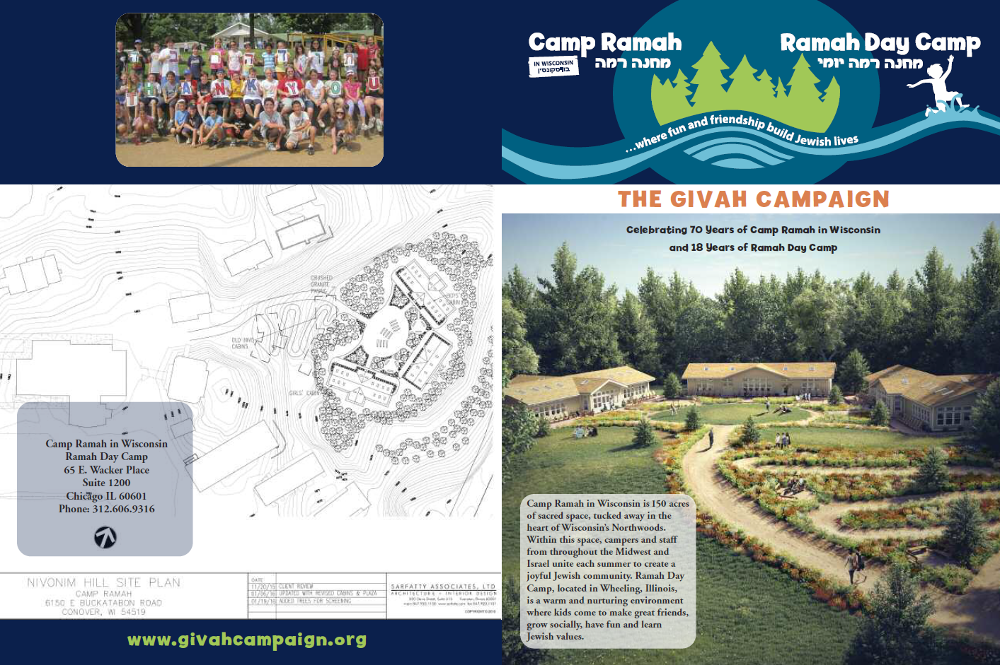 T H A N K Y O U
Camp Ramah
IN WISCONSIN
בויסקונסין
מחנה רמה
Ramah Day Camp
מחנה רמה יומי
...where fun and friendship build Jewish lives
THE GIVAH CAMPAIGN
Celebrating 70 Years of Camp Ramah in Wisconsin
and 18 Years of Ramah Day Camp
CRUSHED
GRANITE
PAVING
BOYS'
CABIN
OLD NIVO
CABINS
GIRLS' CABIN
Camp Ramah in Wisconsin
Ramah Day Camp
65 E. Wacker Place
Suite 1200
Chicago IL 60601
Phone: 312.606.9316
Camp Ramah in Wisconsin is 150 acres
of sacred space, tucked away in the
heart of Wisconsin's Northwoods.
Within this space, campers and staff
from throughout the Midwest and
Israel unite each summer to create a
joyful Jewish community. Ramah Day
Camp, located in Wheeling, Illinois,
is a warm and nurturing environment
where kids come to make great friends,
grow socially, have fun and learn
Jewish values.
NIVONIM HILL SITE PLAN
CAMP RAMAH
6150 E BUCKATABON ROAD
CONOVER, WI 54519
DATE
11/20/15 CLIENT REVIEW
01/06/16 UPDATED WITH REVISED CABINS & PLAZA
01/19/16 ADDED TREES FOR SCREENING
SARFATTY ASSOCIATES, LTD
ARCHITECTURE • INTERIOR DESIGN
www.givahcampaign.org